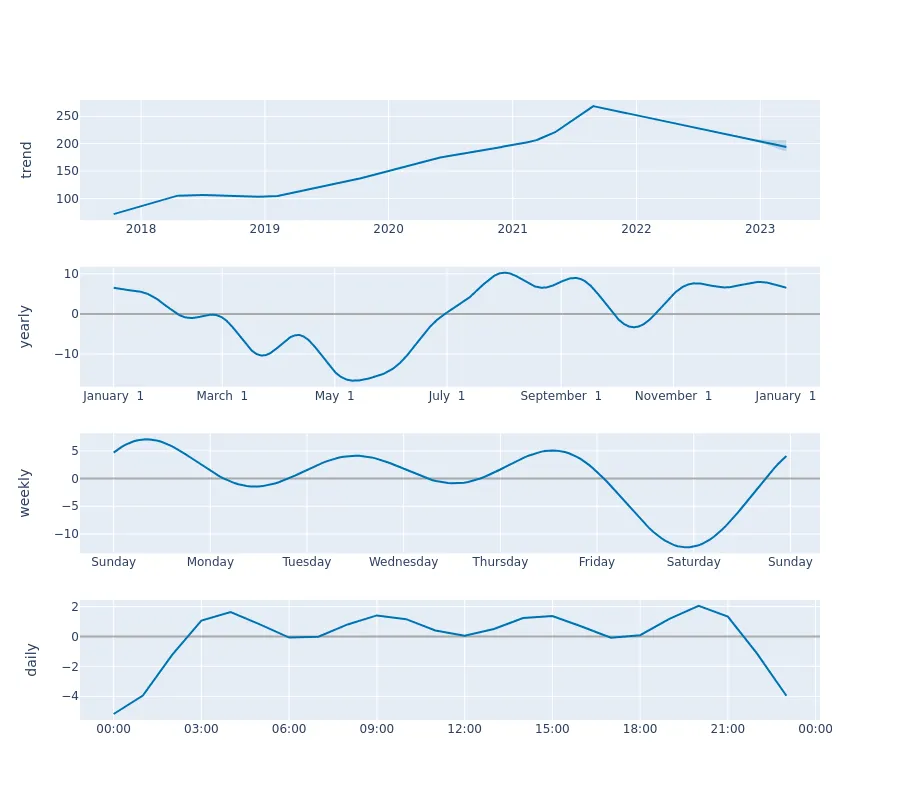 trend
250
200
150
100
2018 2019 2020 2021 2022 2023
yearly
10
0
−10
January 1 March 1 May 1 July 1 September 1 November 1 January 1
weekly
5
0
−5
−10
Sunday Monday Tuesday Wednesday Thursday Friday Saturday Sunday
daily
2
0
−2
−4
00:00 03:00 06:00 09:00 12:00 15:00 18:00 21:00 00:00